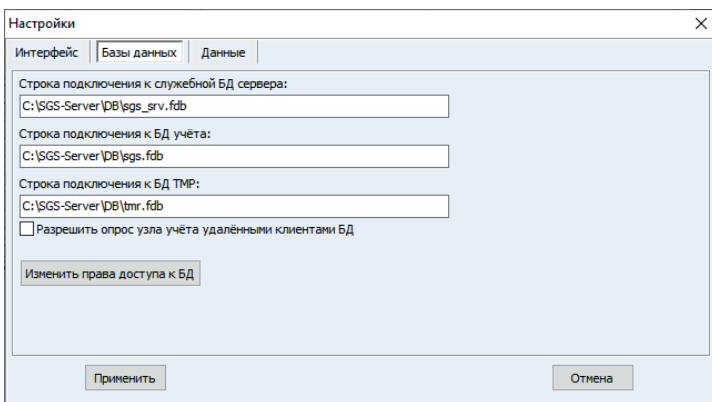 Настройки
Интерфейс Базы данных Данные
Строка подключения к служебной БД сервера:
C:\SGS-Server\DB\sgs_srv.fdb
Строка подключения к БД учёта:
C:\SGS-Server\DB\sgs.fdb
Строка подключения к БД ТМР:
C:\SGS-Server\DB\tmr.fdb
Разрешить опрос узла учёта удалёнными клиентами БД
Изменить права доступа к БД
Применить Отмена